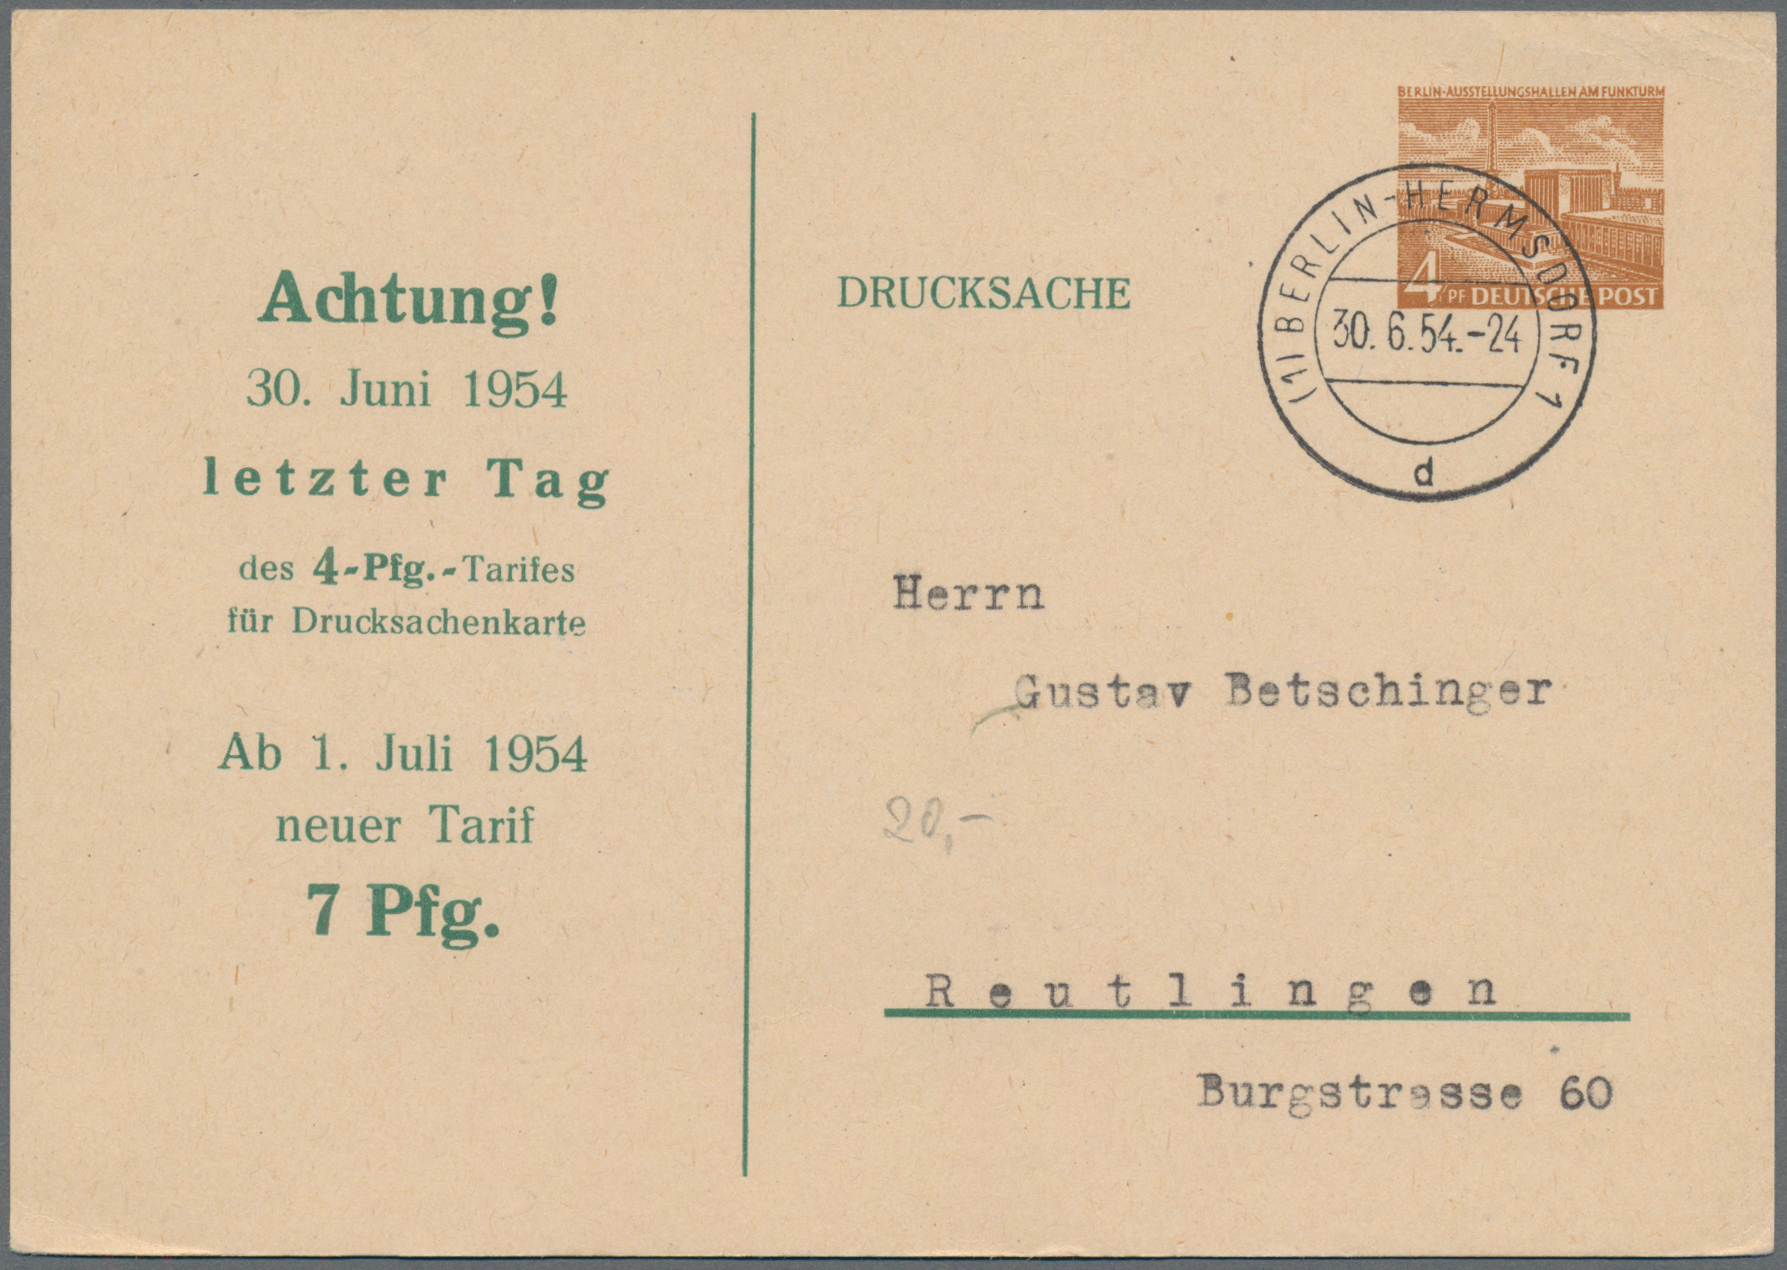 Achtung!
30. Juni 1954
letzter Tag
des 4-Pfg.-Tarifes
für Drucksachenkarte
Ab 1. Juli 1954
neuer Tarif
7 Pfg.
BERLIN-AUSSTELLUNGSHALLEN AM FUNKTURM
4 PF DEUTSCHE POST
(1) BERLIN-HERMSDORF 1
30. 6. 54.-24
d
DRUCKSACHE
Herrn
Gustav Betschinger
20,-
Reutlingen
Burgstrasse 60